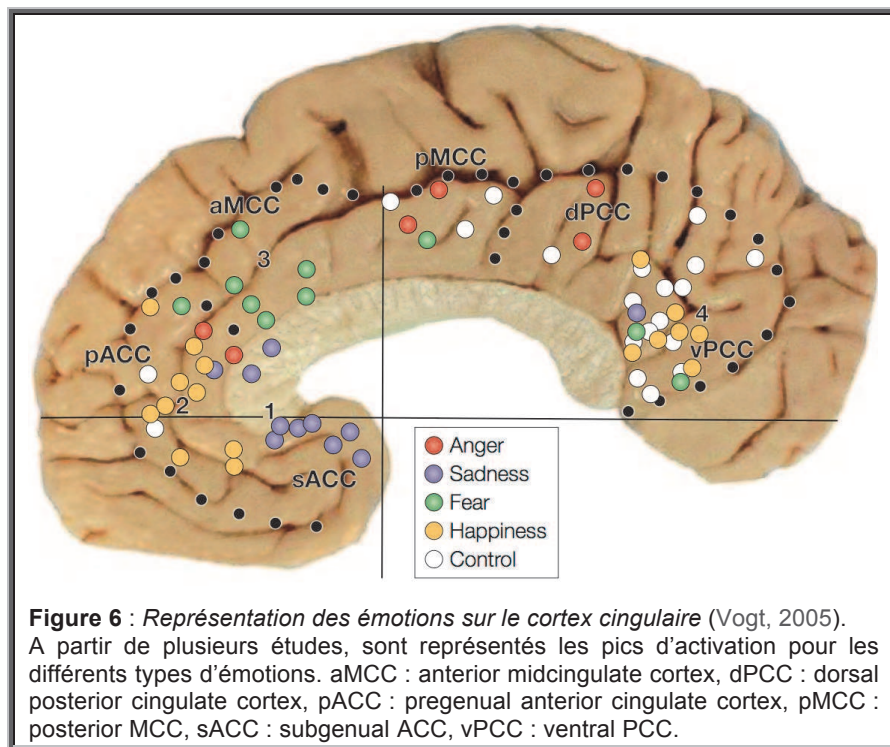 pMCC
aMCC
dPCC
3
4
pACC
vPCC
2
1
sACC
Anger
Sadness
Fear
Happiness
Control
Figure 6 : Représentation des émotions sur le cortex cingulaire (Vogt, 2005).
A partir de plusieurs études, sont représentés les pics d’activation pour les
différents types d’émotions. aMCC : anterior midcingulate cortex, dPCC : dorsal
posterior cingulate cortex, pACC : pregenual anterior cingulate cortex, pMCC :
posterior MCC, sACC : subgenual ACC, vPCC : ventral PCC.